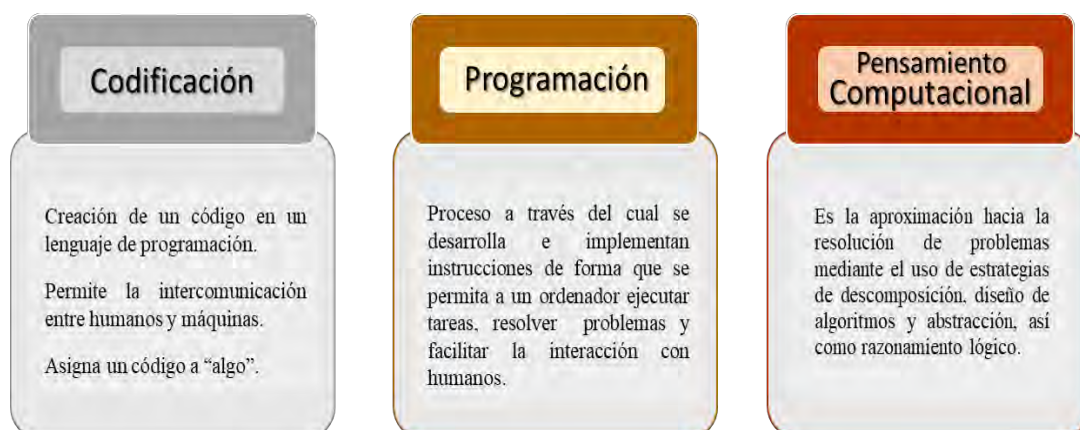 Codificación
Creación de un código en un
lenguaje de programación.
Permite la intercomunicación
entre humanos y máquinas.
Asigna un código a “algo”.
Programación
Proceso a través del cual se
desarrolla e implementan
instrucciones de forma que se
permita a un ordenador ejecutar
tareas, resolver problemas y
facilitar la interacción con
humanos.
Pensamiento
Computacional
Es la aproximación hacia la
resolución de problemas
mediante el uso de estrategias
de descomposición, diseño de
algoritmos y abstracción, así
como razonamiento lógico.